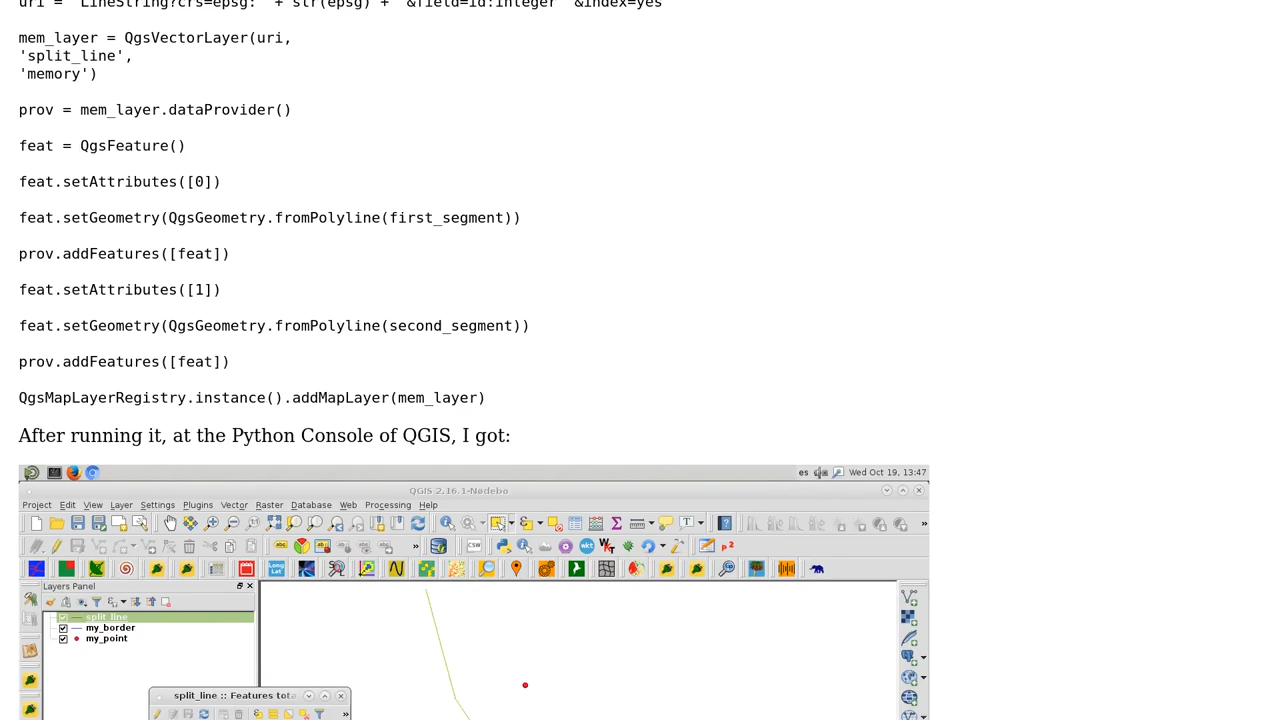 uri = "LineString?crs=epsg:" + str(epsg) + "&field=id:integer""&index=yes"
mem_layer = QgsVectorLayer(uri,
'split_line',
'memory')
prov = mem_layer.dataProvider()
feat = QgsFeature()
feat.setAttributes([0])
feat.setGeometry(QgsGeometry.fromPolyline(first_segment))
prov.addFeatures([feat])
feat.setAttributes([1])
feat.setGeometry(QgsGeometry.fromPolyline(second_segment))
prov.addFeatures([feat])
QgsMapLayerRegistry.instance().addMapLayer(mem_layer)
After running it, at the Python Console of QGIS, I got:
es Wed Oct 19, 13:47
QGIS 2.16.1-Nødebo
Project Edit View Layer Settings Plugins Vector Raster Database Web Processing Help
Layers Panel
split_line
my_border
my_point
split_line :: Features tota